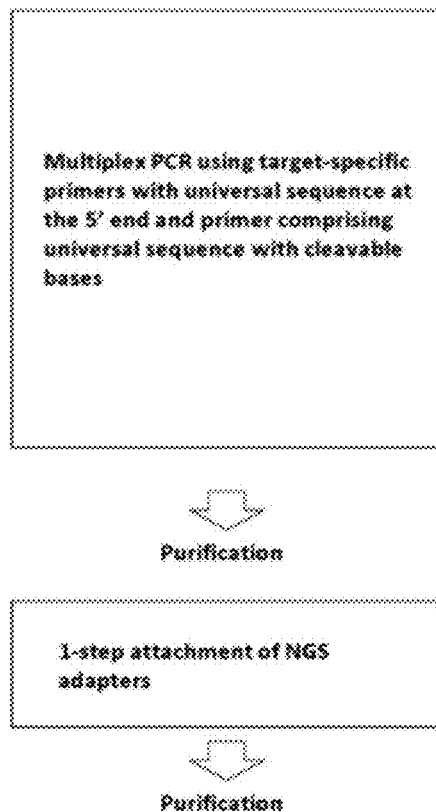 Multiplex PCR using target-specific
primers with universal sequence at
the 5' end and primer comprising
universal sequence with cleavable
bases
Purification
1-step attachment of NGS
adapters
Purification